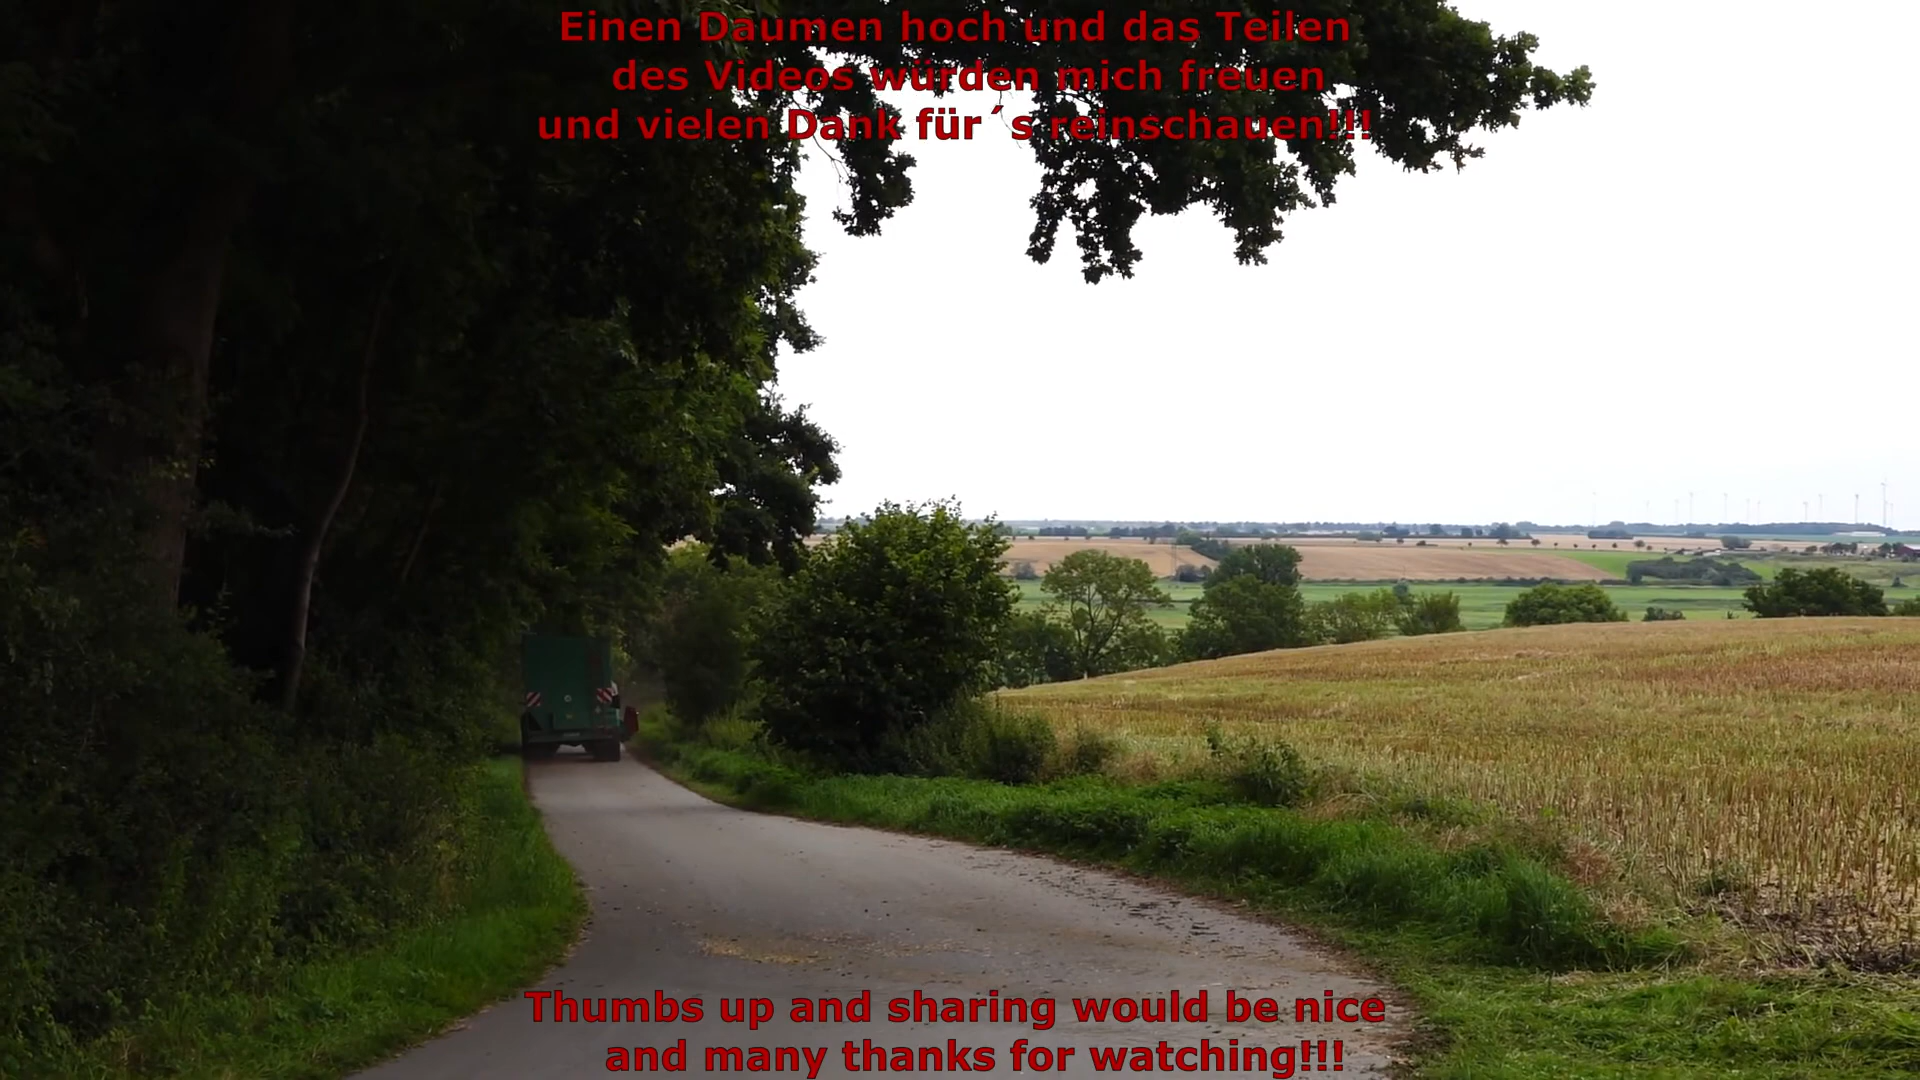 Einen Daumen hoch und das Teilen
des Videos würden mich freuen
und vielen Dank für´s reinschauen!!!
Thumbs up and sharing would be nice
and many thanks for watching!!!